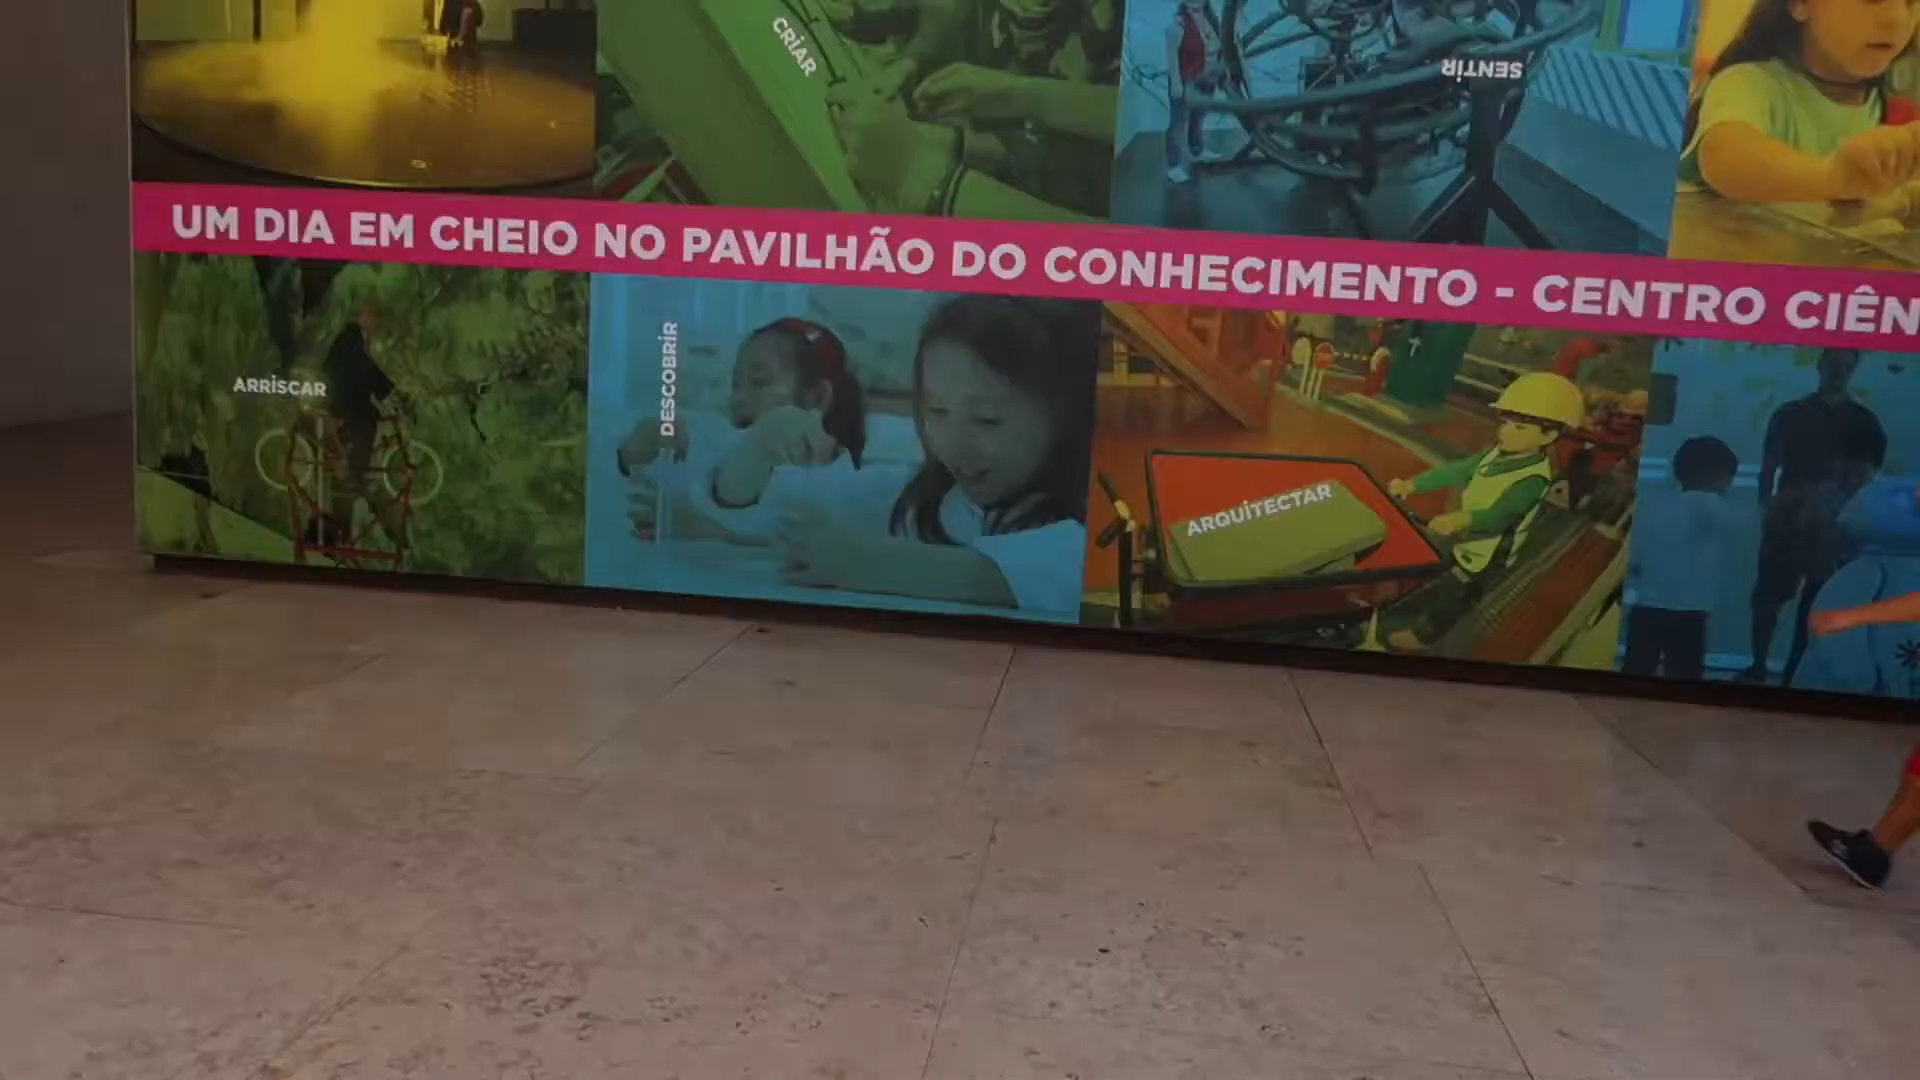 CRiAR
SENTiR
UM DIA EM CHEIO NO PAVILHÃO DO CONHECIMENTO - CENTRO CIÊN
ARRiSCAR
DESCOBRiR
ARQUiTECTAR